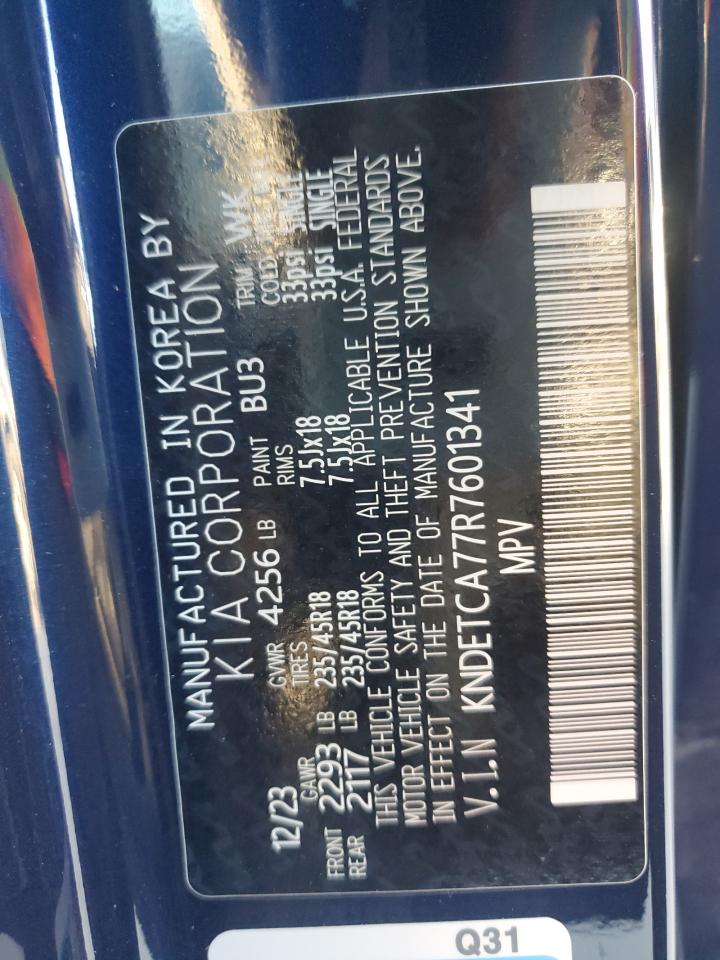 MANUFACTURED IN KOREA BY
KIA CORPORATION
12/23 GVWR 4256 LB PAINT BU3 TRIM WK
GAWR TIRES RIMS COLD
FRONT 2293 LB 235/45R18 7.5Jx18 33psi SINGLE
REAR 2117 LB 235/45R18 7.5Jx18 33psi SINGLE
THIS VEHICLE CONFORMS TO ALL APPLICABLE U.S.A. FEDERAL
MOTOR VEHICLE SAFETY AND THEFT PREVENTION STANDARDS
IN EFFECT ON THE DATE OF MANUFACTURE SHOWN ABOVE.
V.I.N KNDETCA77R7601341
MPV
Q31